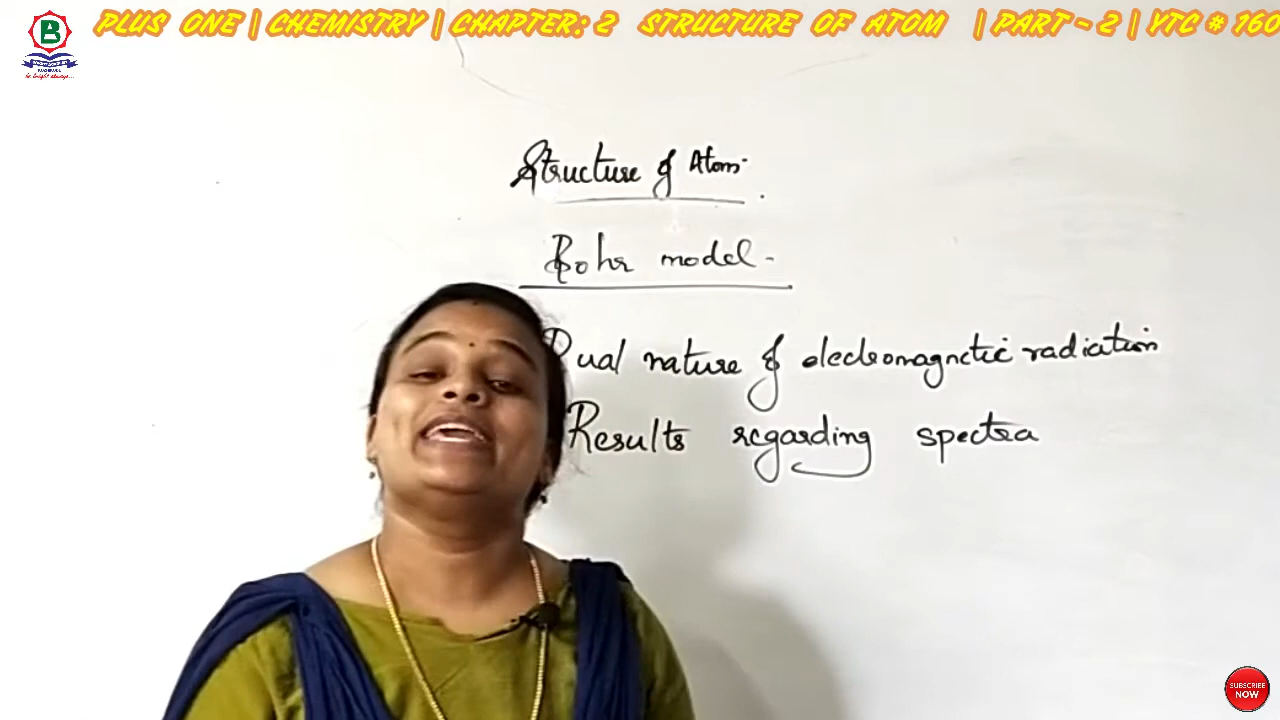 PLUS ONE | CHEMISTRY | CHAPTER: 2 STRUCTURE OF ATOM | PART - 2 | YTC # 160
B
Structure of Atom.
Bohr model -
Dual nature of electromagnetic radiation
Results regarding spectra
SUBSCRIBE
NOW